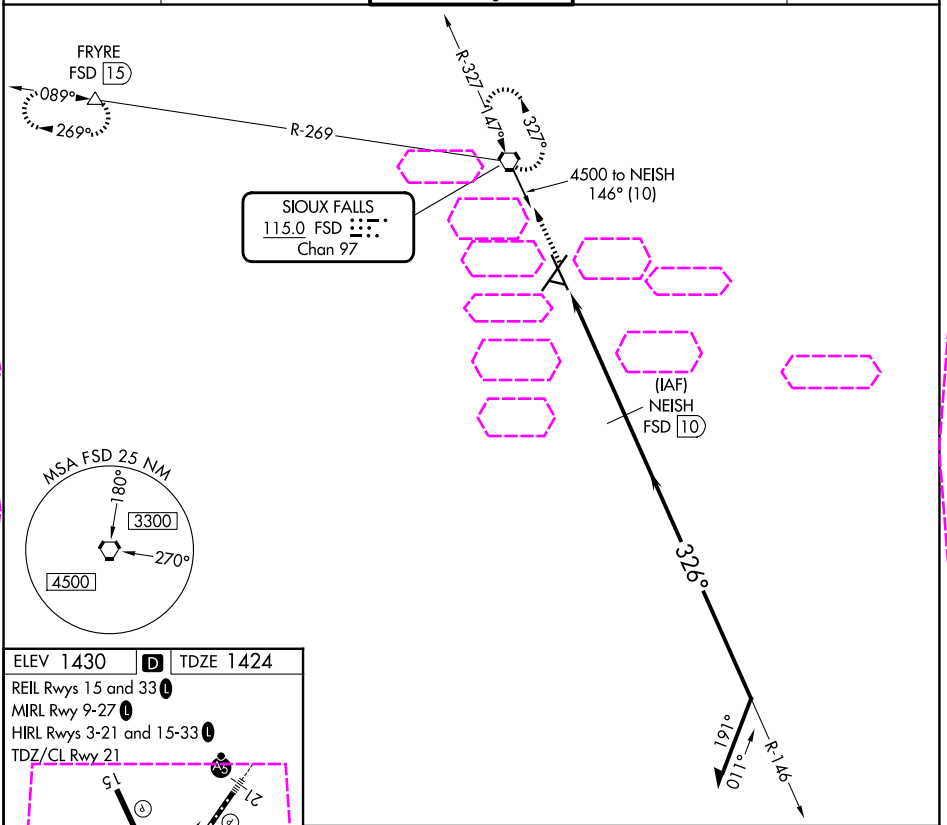 FRYRE
FSD 15
089°
269°
R-269
R-327
147°
327°
4500 to NEISH
146° (10)
SIOUX FALLS
115.0 FSD
Chan 97
(IAF)
NEISH
FSD 10
326°
191°
011°
R-146
MSA FSD 25 NM
180°
3300
270°
4500
ELEV 1430 D TDZE 1424
REIL Rwys 15 and 33 L
MIRL Rwy 9-27 L
HIRL Rwys 3-21 and 15-33 L
TDZ/CL Rwy 21
15
P
A5
21
P